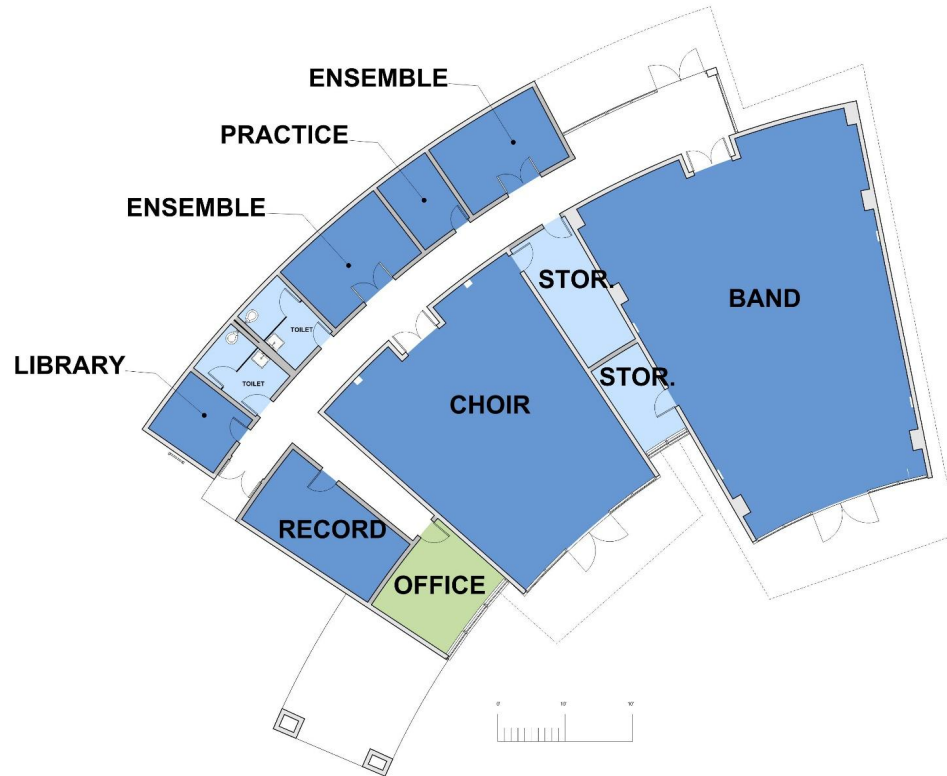 ENSEMBLE
PRACTICE
ENSEMBLE
STOR.
BAND
TOILET
LIBRARY
STOR.
TOILET
CHOIR
RECORD
OFFICE
0'
10'